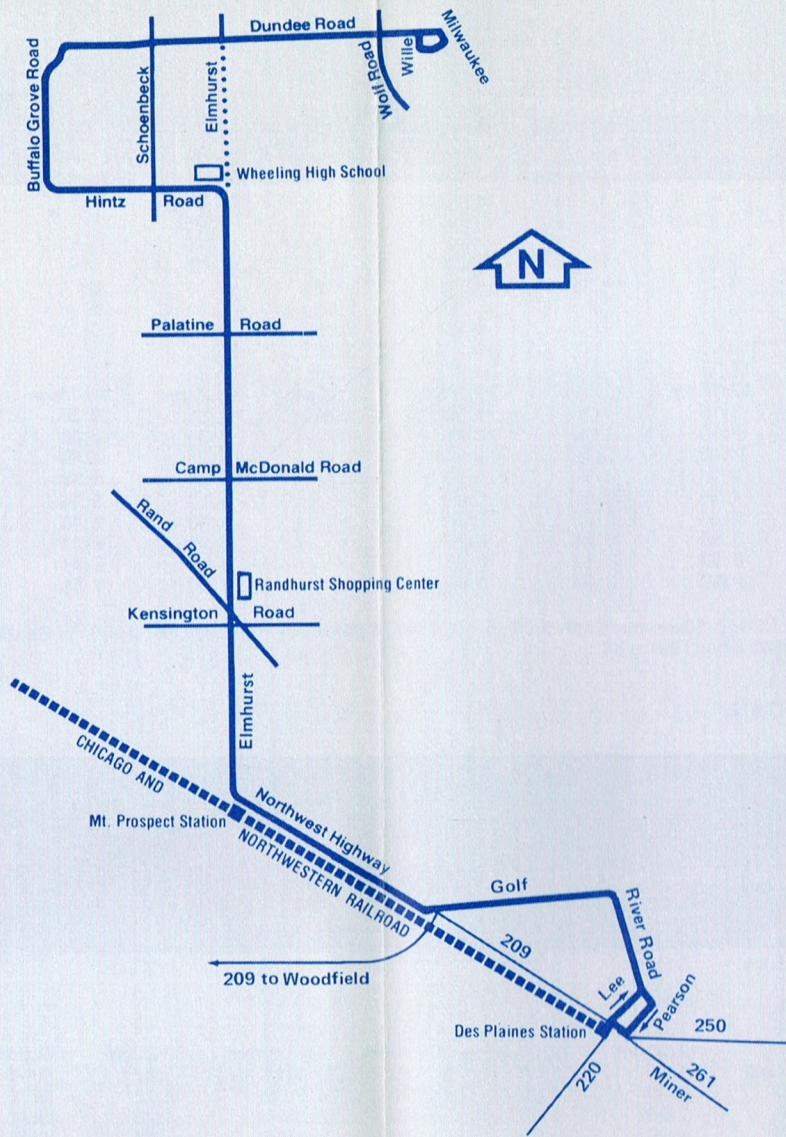 Dundee Road
Milwaukee
Wille
Wolf Road
Buffalo Grove Road
Schoenbeck
Elmhurst
Wheeling High School
Hintz Road
N
Palatine Road
Camp McDonald Road
Rand Road
Randhurst Shopping Center
Kensington Road
Elmhurst
CHICAGO AND
NORTHWESTERN RAILROAD
Mt. Prospect Station
Northwest Highway
Golf
River Road
209
209 to Woodfield
Lee
Pearson
Des Plaines Station
250
261
Miner
220